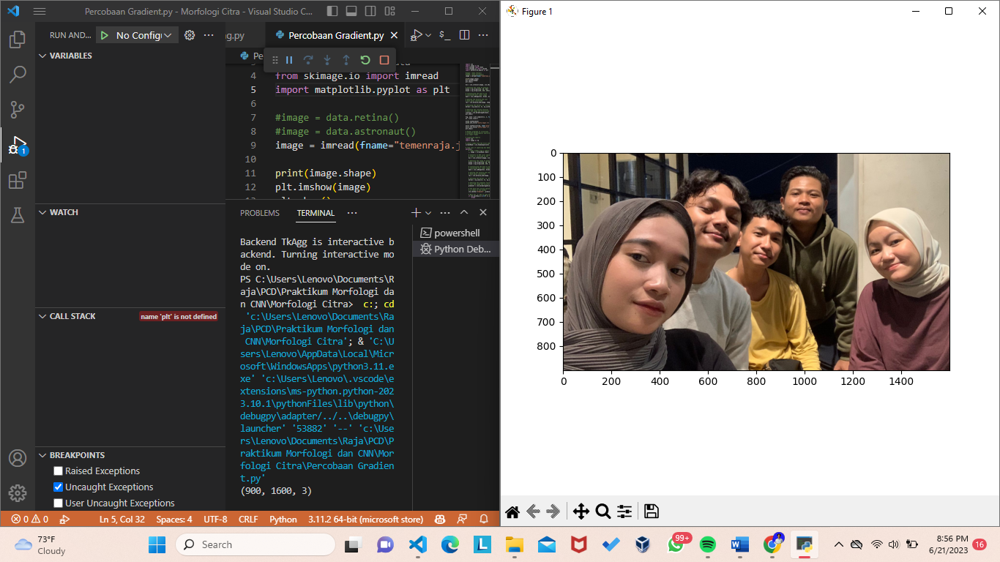 Percobaan Gradient.py - Morfologi Citra - Visual Studio C...
RUN AND...
No Config
VARIABLES
WATCH
CALL STACK
name 'plt' is not defined
BREAKPOINTS
Raised Exceptions
Uncaught Exceptions
User Uncaught Exceptions
1
g.py
Percobaan Gradient.py
$_
Pe
4 from skimage.io import imread
5 import matplotlib.pyplot as plt
6
7 #image = data.retina()
8 #image = data.astronaut()
9 image = imread(fname="temenraja.j
10
11 print(image.shape)
12 plt.imshow(image)
PROBLEMS TERMINAL ...
powershell
Python Deb...
Backend TkAgg is interactive b
ackend. Turning interactive mo
de on.
PS C:\Users\Lenovo\Documents\R
aja\PCD\Praktikum Morfologi da
n CNN\Morfologi Citra> c:; cd
'c:\Users\Lenovo\Documents\Ra
ja\PCD\Praktikum Morfologi dan
CNN\Morfologi Citra'; & 'C:\U
sers\Lenovo\AppData\Local\Micr
osoft\WindowsApps\python3.11.e
xe' 'c:\Users\Lenovo\.vscode\e
xtensions\ms-python.python-202
3.10.1\pythonFiles\lib\python\
debugpy\adapter/../..\debugpy\
launcher' '53882' '--' 'c:\Use
rs\Lenovo\Documents\Raja\PCD\P
raktikum Morfologi dan CNN\Mor
fologi Citra\Percobaan Gradien
t.py'
(900, 1600, 3)
0 0
Ln 5, Col 32 Spaces: 4 UTF-8 CRLF Python 3.11.2 64-bit (microsoft store)
Figure 1
0
100
200
300
400
500
600
700
800
0 200 400 600 800 1000 1200 1400
73°F
Cloudy
Search
L
99+
W
8:56 PM
6/21/2023
16